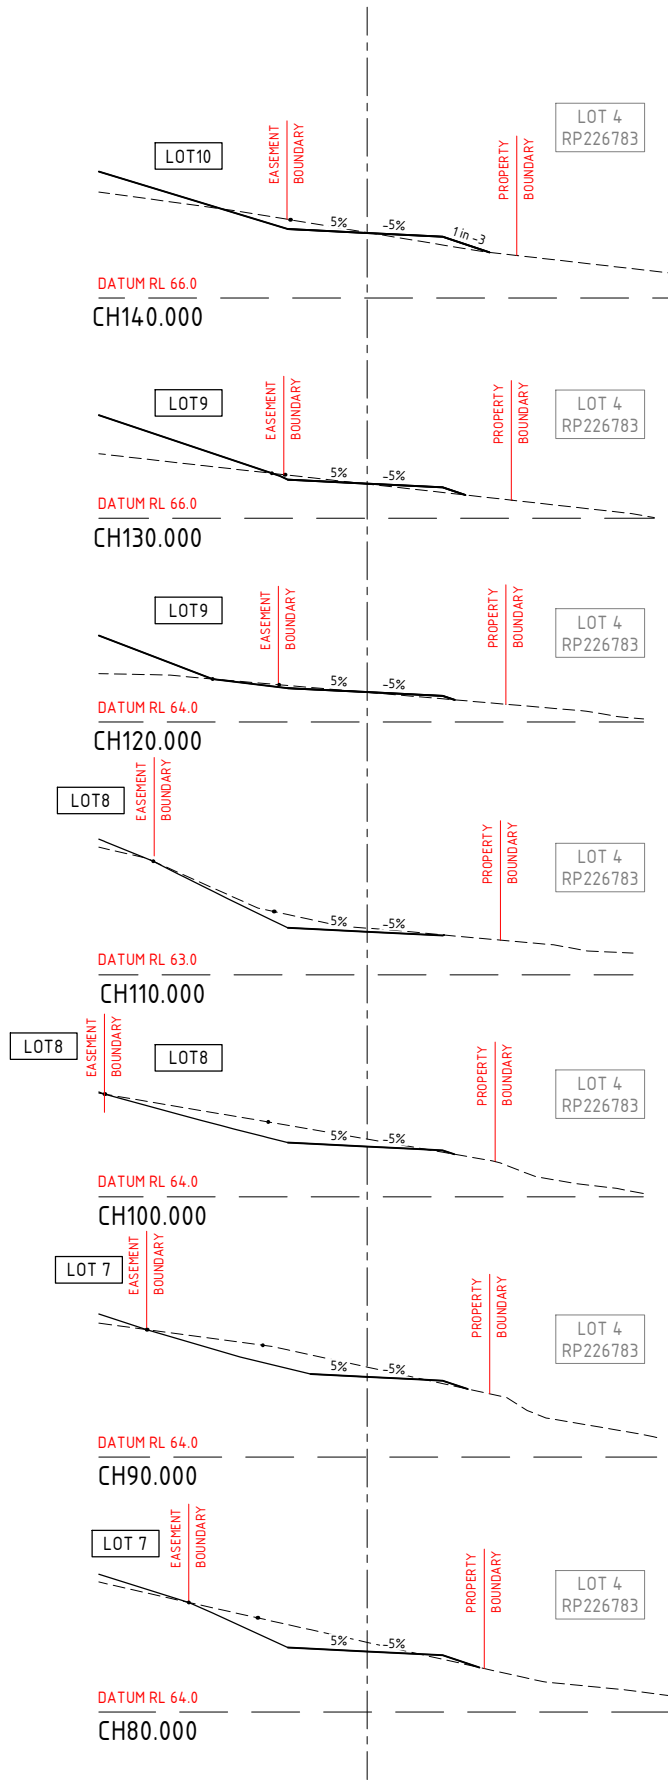 LOT 4
RP226783
LOT10
EASEMENT
BOUNDARY
PROPERTY
BOUNDARY
5%
-5%
1 in -3
DATUM RL 66.0
CH140.000
LOT9
EASEMENT
BOUNDARY
PROPERTY
BOUNDARY
LOT 4
RP226783
5%
-5%
DATUM RL 66.0
CH130.000
LOT9
EASEMENT
BOUNDARY
PROPERTY
BOUNDARY
LOT 4
RP226783
5%
-5%
DATUM RL 64.0
CH120.000
LOT8
EASEMENT
BOUNDARY
PROPERTY
BOUNDARY
LOT 4
RP226783
5%
-5%
DATUM RL 63.0
CH110.000
LOT8
EASEMENT
BOUNDARY
LOT8
PROPERTY
BOUNDARY
LOT 4
RP226783
5%
-5%
DATUM RL 64.0
CH100.000
LOT 7
EASEMENT
BOUNDARY
PROPERTY
BOUNDARY
LOT 4
RP226783
5%
-5%
DATUM RL 64.0
CH90.000
LOT 7
EASEMENT
BOUNDARY
PROPERTY
BOUNDARY
LOT 4
RP226783
5%
-5%
DATUM RL 64.0
CH80.000